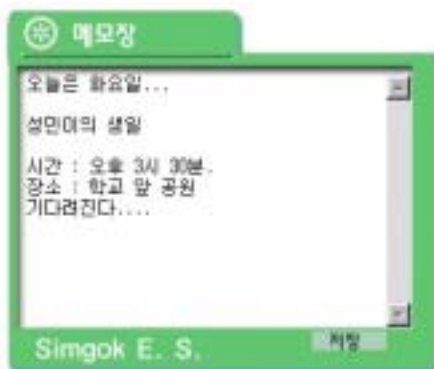 메모장
오늘은 화요일...
성민이의 생일
시간 : 오후 3시 30분.
장소 : 학교 앞 공원
기다려진다....
저장
Simgok E. S.